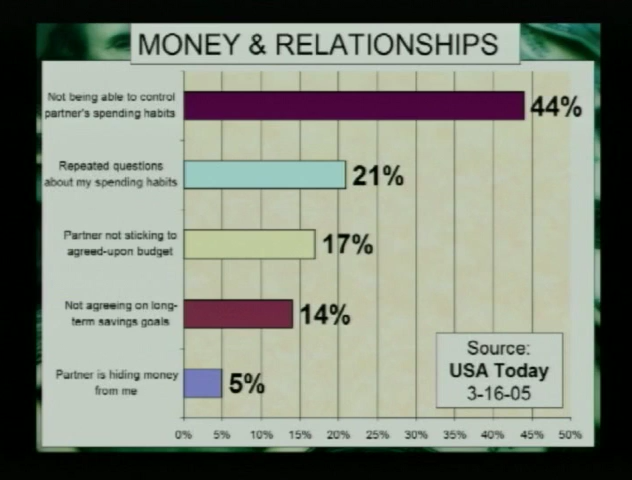 MONEY & RELATIONSHIPS
Not being able to control
partner's spending habits
44%
Repeated questions
about my spending habits
21%
Partner not sticking to
agreed-upon budget
17%
Not agreeing on long-
term savings goals
14%
Partner is hiding money
from me
5%
Source:
USA Today
3-16-05
0% 5% 10% 15% 20% 25% 30% 35% 40% 45% 50%